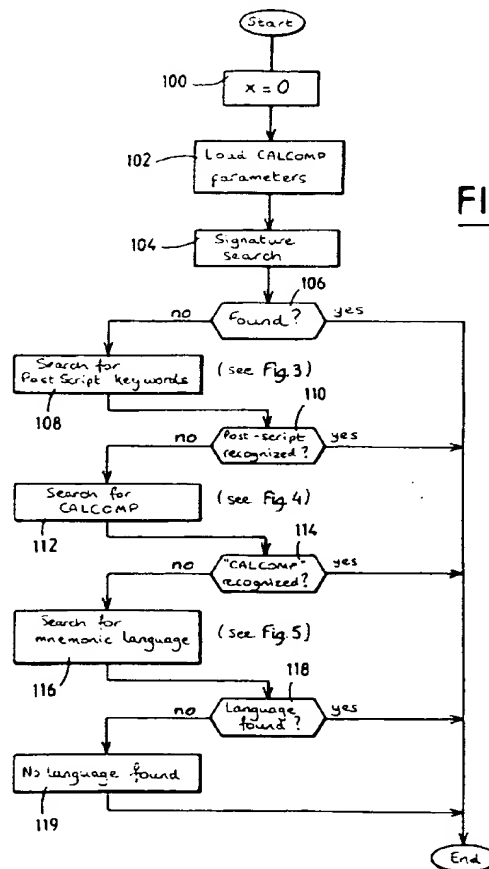 Start
100
x = 0
102
Load CALCOMP
parameters
FI
104
Signature
search
106
no
Found?
yes
Search for
PostScript keywords
(see Fig. 3)
108
110
no
Post-script
recognized?
yes
Search for
CALCOMP
(see Fig. 4)
112
114
no
"CALCOMP"
recognized?
yes
Search for
mnemonic language
(see Fig. 5)
116
118
no
Language
found?
yes
No language found
119
End